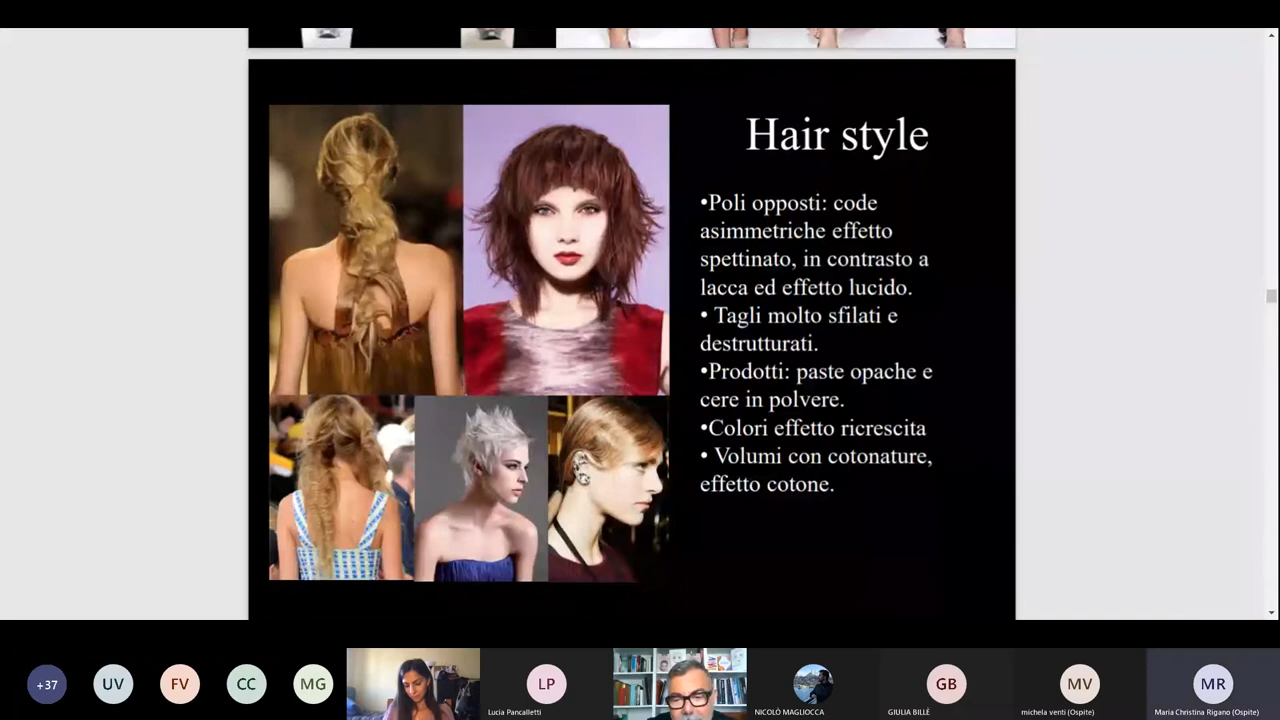 Hair style
•Poli opposti: code
asimmetriche effetto
spettinato, in contrasto a
lacca ed effetto lucido.
• Tagli molto sfilati e
destrutturati.
•Prodotti: paste opache e
cere in polvere.
•Colori effetto ricrescita
• Volumi con cotonature,
effetto cotone.
+37
UV
FV
CC
MG
LP
GB
MV
MR
Lucia Pancalletti
NICOLÒ MAGLIOCCA
GIULIA BILLÈ
michela venti (Ospite)
Maria Christina Rigano (Ospite)